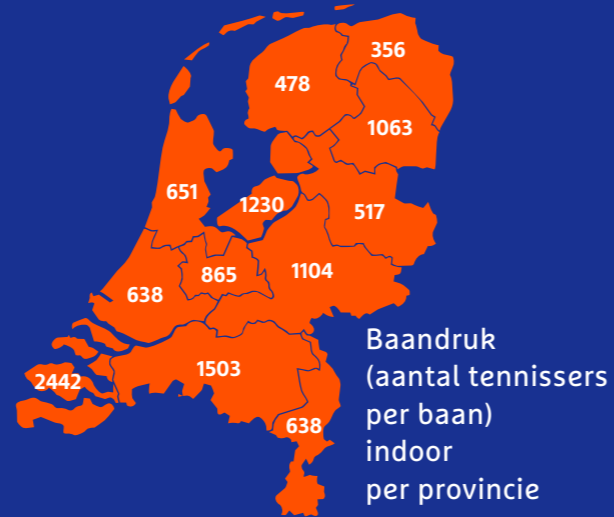 356
478
1063
651
1230
517
865
1104
638
1503
2442
638
Baandruk
(aantal tennissers
per baan)
indoor
per provincie